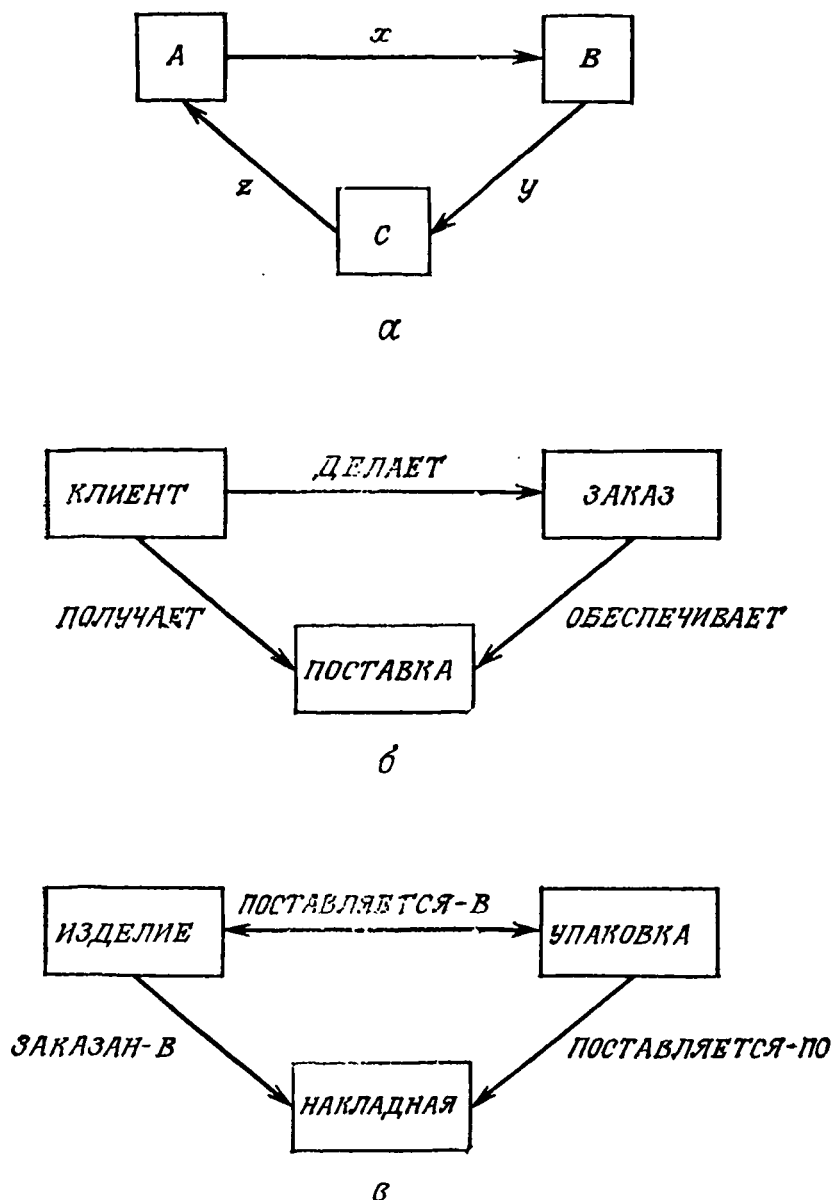 x
A
B
z
y
C
а
ДЕЛАЕТ
КЛИЕНТ
ЗАКАЗ
ПОЛУЧАЕТ
ОБЕСПЕЧИВАЕТ
ПОСТАВКА
б
ПОСТАВЛЯЕТСЯ-В
ИЗДЕЛИЕ
УПАКОВКА
ЗАКАЗАН-В
ПОСТАВЛЯЕТСЯ-ПО
НАКЛАДНАЯ
в